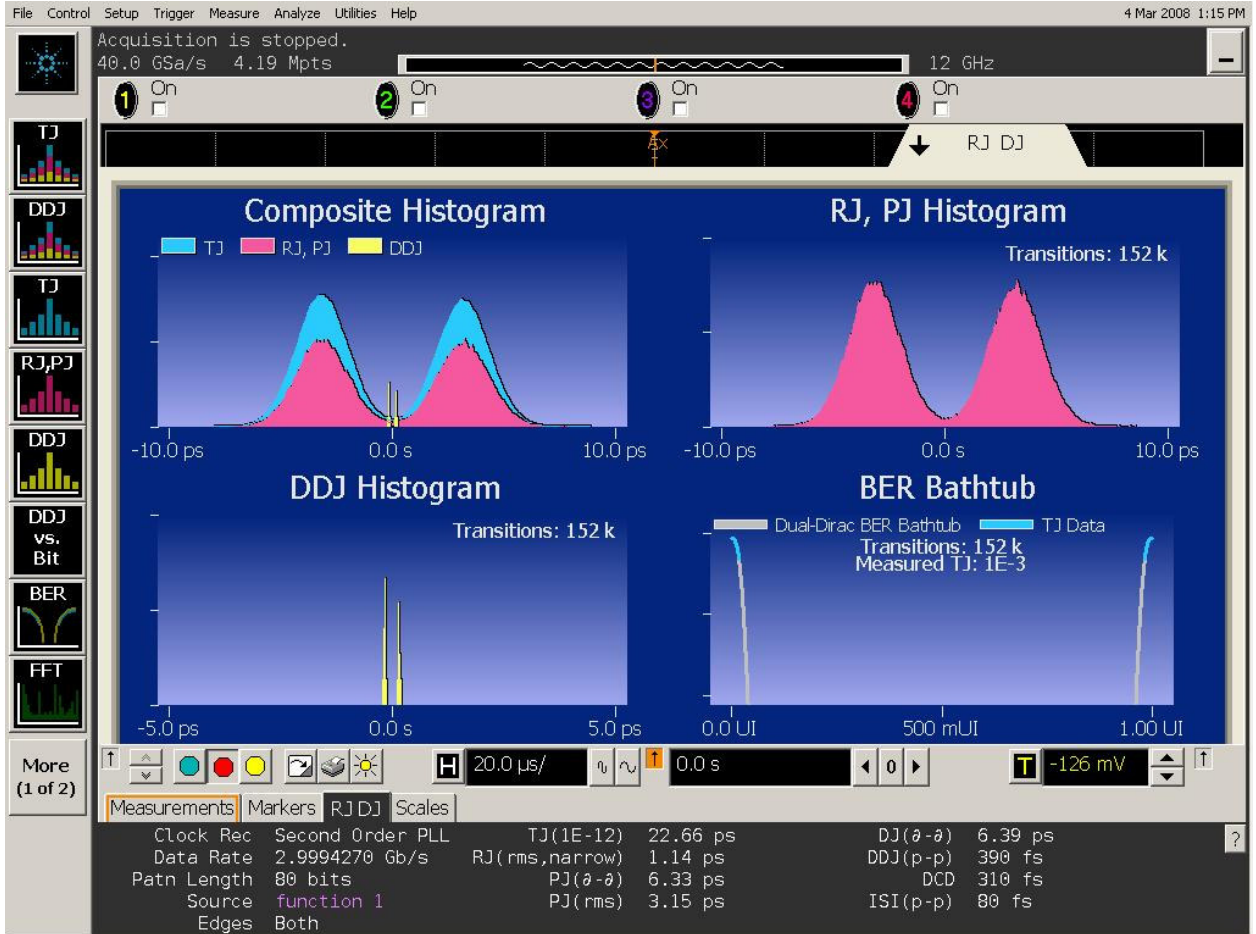 File Control Setup Trigger Measure Analyze Utilities Help 4 Mar 2008 1:15 PM
Acquisition is stopped.
40.0 GSa/s 4.19 Mpts 12 GHz
1 On 2 On 3 On 4 On
RJ DJ
TJ
DDJ
TJ
RJ,PJ
DDJ
DDJ
vs.
Bit
BER
FFT
More
(1 of 2)
Composite Histogram
TJ RJ, PJ DDJ
-10.0 ps 0.0 s 10.0 ps
RJ, PJ Histogram
Transitions: 152 k
-10.0 ps 0.0 s 10.0 ps
DDJ Histogram
Transitions: 152 k
-5.0 ps 0.0 s 5.0 ps
BER Bathtub
Dual-Dirac BER Bathtub TJ Data
Transitions: 152 k
Measured TJ: 1E-3
0.0 UI 500 mUI 1.00 UI
H 20.0 µs/ 0.0 s 0 T -126 mV
Measurements Markers RJ DJ Scales
Clock Rec Second Order PLL TJ(1E-12) 22.66 ps DJ(∂-∂) 6.39 ps ?
Data Rate 2.9994270 Gb/s RJ(rms,narrow) 1.14 ps DDJ(p-p) 390 fs
Patn Length 80 bits PJ(∂-∂) 6.33 ps DCD 310 fs
Source function 1 PJ(rms) 3.15 ps ISI(p-p) 80 fs
Edges Both